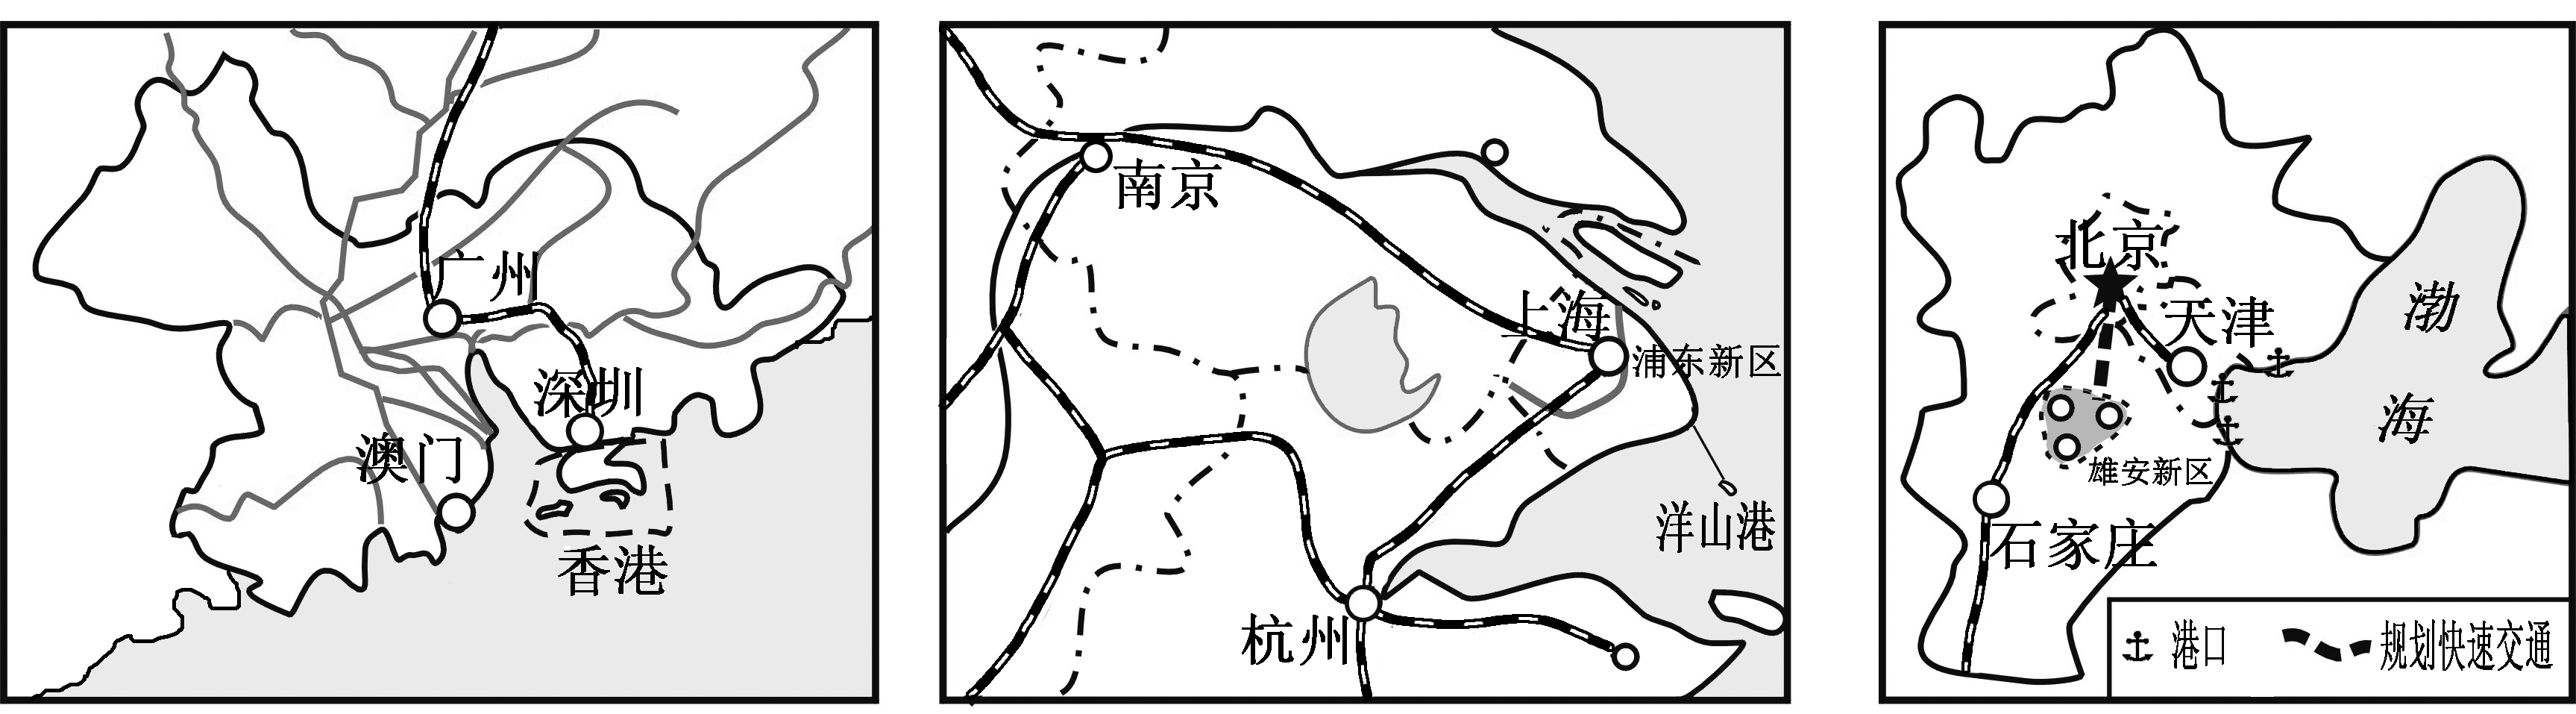 广州
深圳
澳门
香港
南京
上海
浦东新区
洋山港
杭州
北京
天津
渤
海
雄安新区
石家庄
港口
规划快速交通